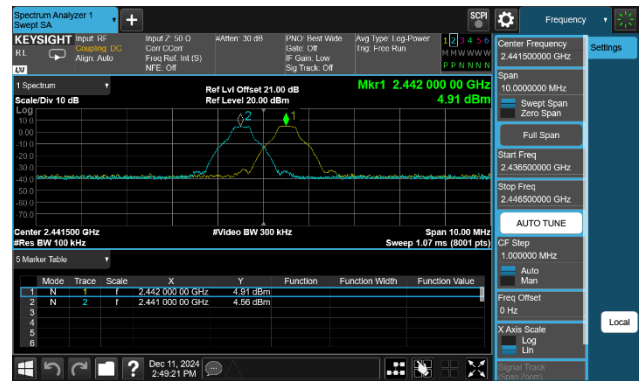 Spectrum Analyzer 1
Swept SA
SCPI
Frequency
KEYSIGHT
RL
LXI
Input: RF
Coupling: DC
Align: Auto
Input Z: 50 Ω
Corr CCorr
Freq Ref: Int (S)
NFE: Off
#Atten: 30 dB
PNO: Best Wide
Gate: Off
IF Gain: Low
Sig Track: Off
Avg Type: Log-Power
Trig: Free Run
1 2 3 4 5 6
M M W W W W
P P N N N N
1 Spectrum
Scale/Div 10 dB
Ref Lvl Offset 21.00 dB
Ref Level 20.00 dBm
Mkr1 2.442 000 00 GHz
4.91 dBm
Log
10.0
0.00
-10.0
-20.0
-30.0
-40.0
-50.0
-60.0
-70.0
2
1
Center 2.441500 GHz
#Res BW 100 kHz
#Video BW 300 kHz
Span 10.00 MHz
Sweep 1.07 ms (8001 pts)
5 Marker Table
Mode Trace Scale X Y Function Function Width Function Value
1 N 1 f 2.442 000 00 GHz 4.91 dBm
2 N 2 f 2.441 000 00 GHz 4.56 dBm
3
4
5
6
Center Frequency
2.441500000 GHz
Settings
Span
10.0000000 MHz
Swept Span
Zero Span
Full Span
Start Freq
2.436500000 GHz
Stop Freq
2.446500000 GHz
AUTO TUNE
CF Step
1.000000 MHz
Auto
Man
Freq Offset
0 Hz
X Axis Scale
Log
Lin
Signal Track
(Span Zoom)
Local
?
Dec 11, 2024
2:49:21 PM